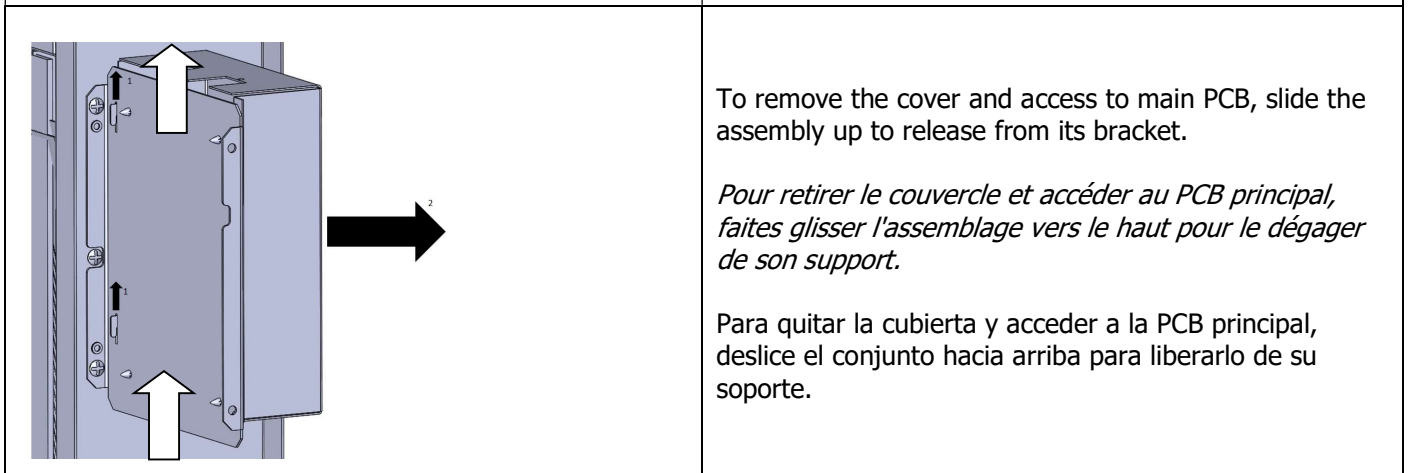 1
2
1
To remove the cover and access to main PCB, slide the
assembly up to release from its bracket.
Pour retirer le couvercle et accéder au PCB principal,
faites glisser l'assemblage vers le haut pour le dégager
de son support.
Para quitar la cubierta y acceder a la PCB principal,
deslice el conjunto hacia arriba para liberarlo de su
soporte.